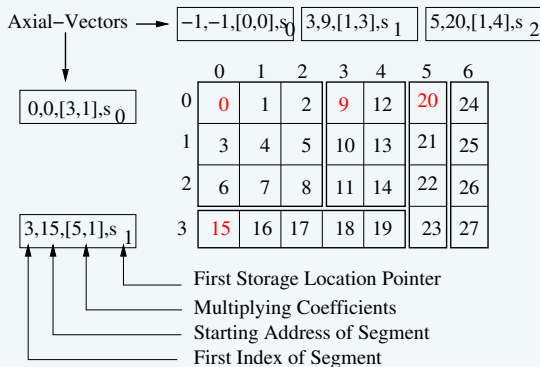 Axial-Vectors
-1,-1,[0,0],s0 3,9,[1,3],s1 5,20,[1,4],s2
0 1 2 3 4 5 6
0,0,[3,1],s0
0 0 1 2 9 12 20 24
1 3 4 5 10 13 21 25
2 6 7 8 11 14 22 26
3,15,[5,1],s1
3 15 16 17 18 19 23 27
First Storage Location Pointer
Multiplying Coefficients
Starting Address of Segment
First Index of Segment